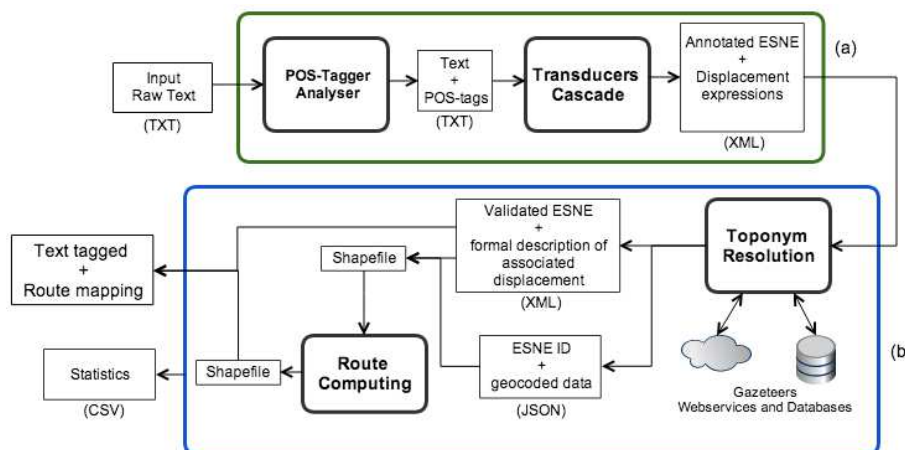 Input
Raw Text
(TXT)
POS-Tagger
Analyser
Text
+
POS-tags
(TXT)
Transducers
Cascade
Annotated ESNE
+
Displacement
expressions
(XML)
(a)
Text tagged
+
Route mapping
Statistics
(CSV)
Shapefile
Shapefile
Route
Computing
Validated ESNE
+
formal description of
associated
displacement
(XML)
ESNE ID
+
geocoded data
(JSON)
Toponym
Resolution
Gazeteers
Webservices and Databases
(b